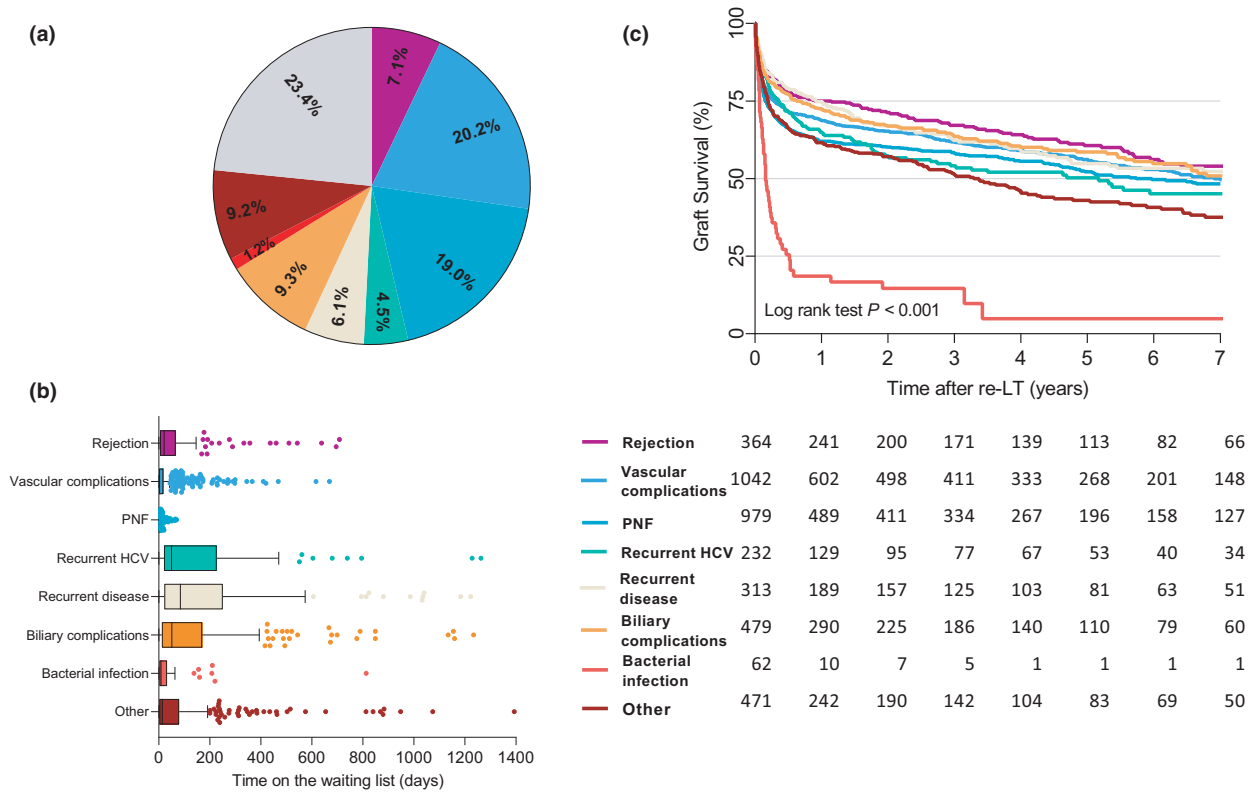 (a)
7.1%
20.2%
19.0%
4.5%
6.1%
9.3%
1.2%
9.2%
23.4%
(b)
Rejection
Vascular complications
PNF
Recurrent HCV
Recurrent disease
Biliary complications
Bacterial infection
Other
0 200 400 600 800 1000 1200 1400
Time on the waiting list (days)
(c)
Graft Survival (%)
100
75
50
25
0
Log rank test P < 0.001
0 1 2 3 4 5 6 7
Time after re-LT (years)
Rejection 364 241 200 171 139 113 82 66
Vascular
complications 1042 602 498 411 333 268 201 148
PNF 979 489 411 334 267 196 158 127
Recurrent HCV 232 129 95 77 67 53 40 34
Recurrent
disease 313 189 157 125 103 81 63 51
Biliary
complications 479 290 225 186 140 110 79 60
Bacterial
infection 62 10 7 5 1 1 1 1
Other 471 242 190 142 104 83 69 50